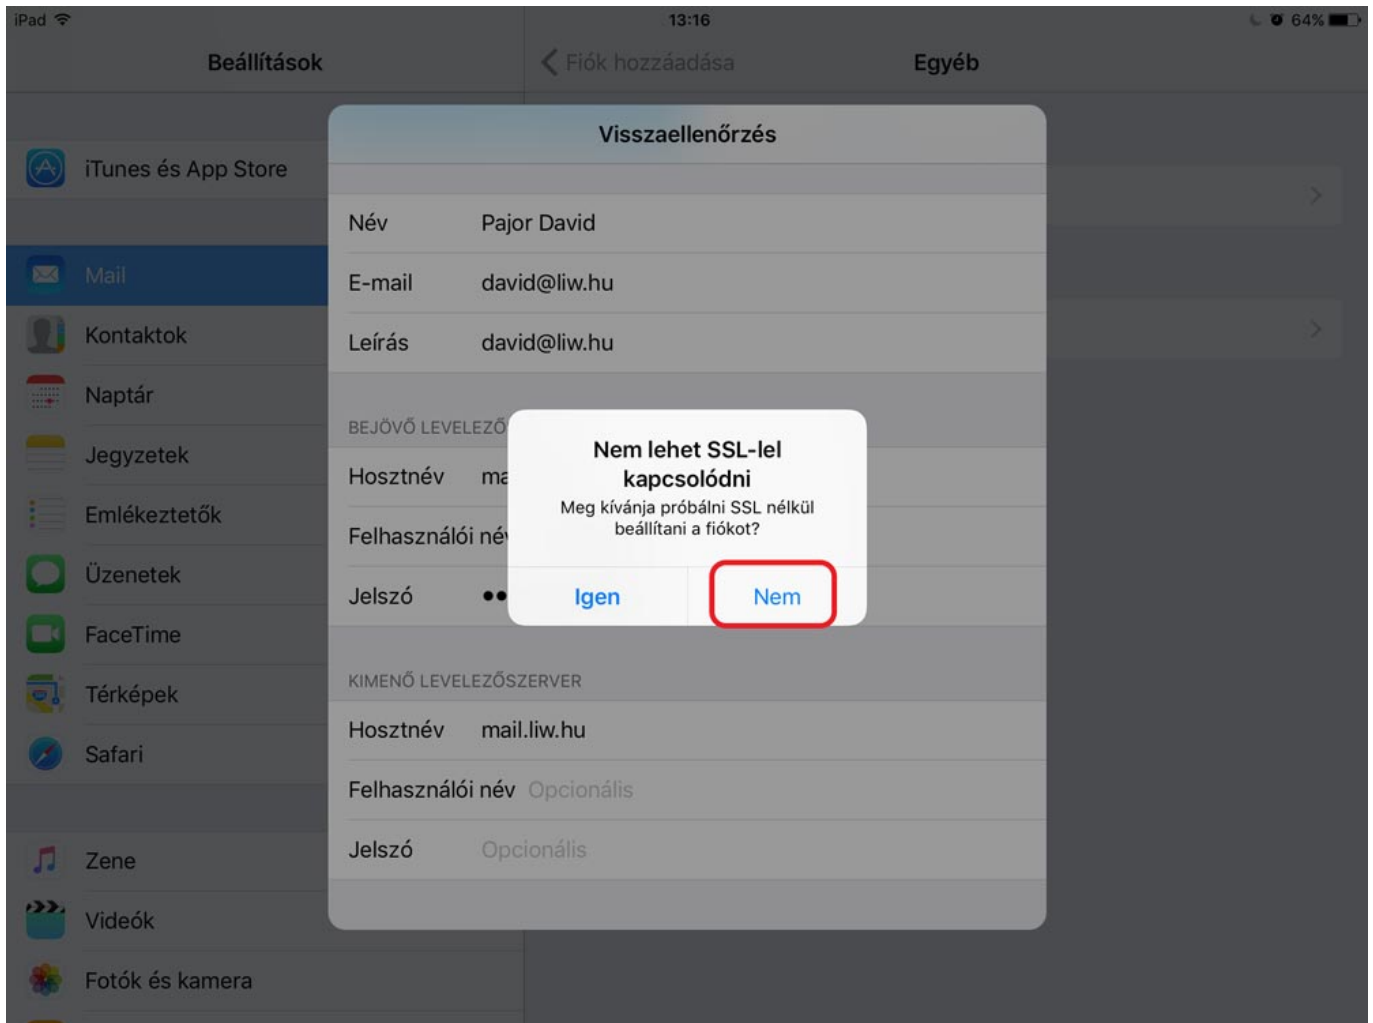 iPad
13:16
64%
Beállítások
Fiók hozzáadása
Egyéb
iTunes és App Store
Mail
Kontaktok
Naptár
Jegyzetek
Emlékeztetők
Üzenetek
FaceTime
Térképek
Safari
Zene
Videók
Fotók és kamera
Visszaellenőrzés
Név Pajor David
E-mail david@liw.hu
Leírás david@liw.hu
BEJÖVŐ LEVELEZŐ
Hosztnév ma
Felhasználói név
Jelszó ••
Nem lehet SSL-lel
kapcsolódni
Meg kívánja próbálni SSL nélkül
beállítani a fiókot?
Igen Nem
KIMENŐ LEVELEZŐSZERVER
Hosztnév mail.liw.hu
Felhasználói név Opcionális
Jelszó Opcionális